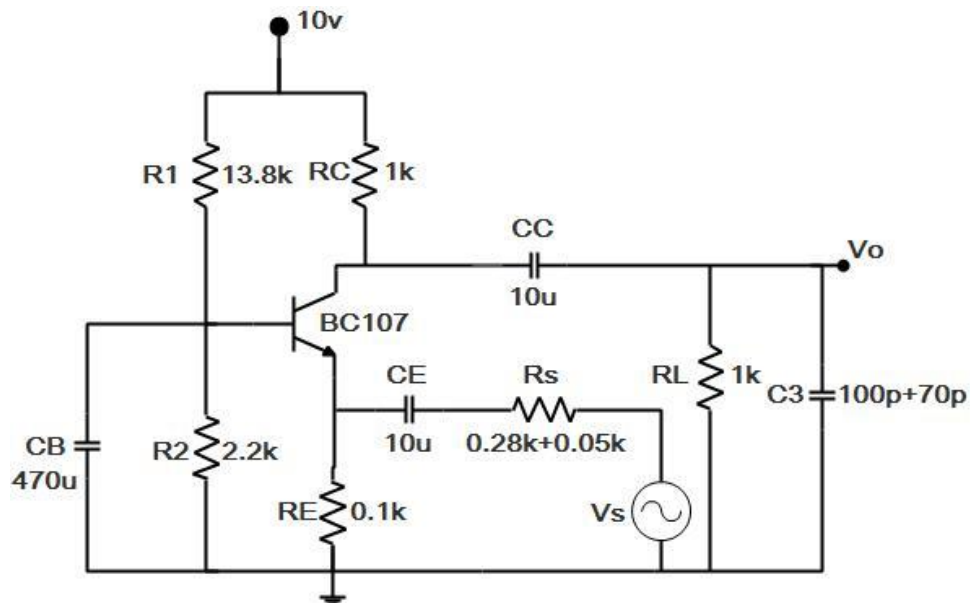 10v
R1
13.8k
RC
1k
CC
10u
Vo
BC107
CE
10u
Rs
0.28k+0.05k
RL
1k
C3
100p+70p
CB
470u
R2
2.2k
RE
0.1k
Vs